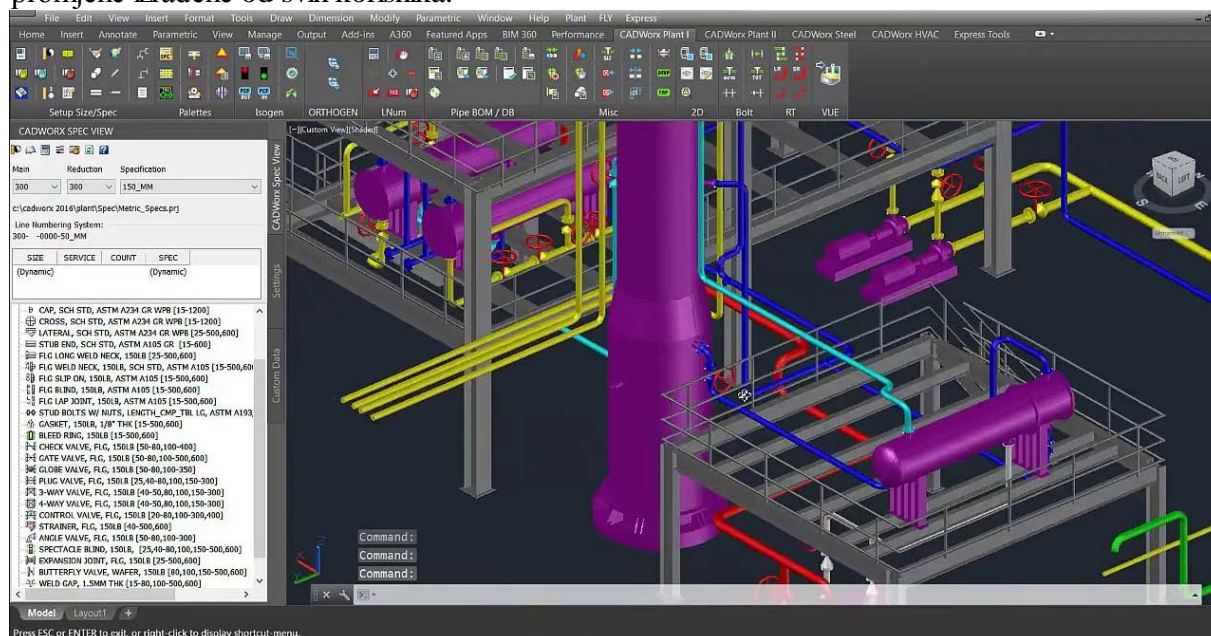 promjene izrađene od svih korisnika.
File Edit View Insert Format Tools Draw Dimension Modify Parametric Window Help Plant FLY Express
Home Insert Annotate Parametric View Manage Output Add-ins A360 Featured Apps BIM 360 Performance CADWorx Plant I CADWorx Plant II CADWorx Steel CADWorx HVAC Express Tools
Setup Size/Spec Palettes Isogen ORTHOGEN LNum Pipe BOM / DB Misc 2D Bolt RT VUE
CADWORX SPEC VIEW
[-][Custom View][Shaded]
Main Reduction Specification
300 300 150_MM
c:\cadworx 2016\plant\Spec\Metric_Specs.prj
Line Numbering System:
300- -0000-50_MM
SIZE SERVICE COUNT SPEC
(Dynamic) (Dynamic)
CAP, SCH STD, ASTM A234 GR WPB [15-1200]
CROSS, SCH STD, ASTM A234 GR WPB [15-1200]
LATERAL, SCH STD, ASTM A234 GR WPB [25-500,600]
STUB END, SCH STD, ASTM A105 GR [15-600]
FLG LONG WELD NECK, 150LB [25-500,600]
FLG WELD NECK, 150LB, SCH STD, ASTM A105 [15-500,60
FLG SLIP ON, 150LB, ASTM A105 [15-500,600]
FLG BLIND, 150LB, ASTM A105 [15-500,600]
FLG LAP JOINT, 150LB, ASTM A105 [15-500,600]
STUD BOLTS W/ NUTS, LENGTH_CMP_TBL LG, ASTM A193,
GASKET, 150LB, 1/8" THK [15-500,600]
BLEED RING, 150LB [15-500,600]
CHECK VALVE, FLG, 150LB [50-80,100-400]
GATE VALVE, FLG, 150LB [50-80,100-500,600]
GLOBE VALVE, FLG, 150LB [50-80,100-350]
PLUG VALVE, FLG, 150LB [25,40-80,100,150-300]
3-WAY VALVE, FLG, 150LB [40-50,80,100,150-300]
4-WAY VALVE, FLG, 150LB [40-50,80,100,150-300]
CONTROL VALVE, FLG, 150LB [20-80,100-300,400]
STRAINER, FLG, 150LB [40-500,600]
ANGLE VALVE, FLG, 150LB [50-80,100-300]
SPECTACLE BLIND, 150LB, [25,40-80,100,150-500,600]
EXPANSION JOINT, FLG, 150LB [25-500,600]
BUTTERFLY VALVE, WAFER, 150LB [80,100,150-500,600]
WELD GAP, 1.5MM THK [15-80,100-500,600]
CADWorx Spec View
Settings
Custom Data
BACK LEFT
S
E
Z
X
Command:
Command:
Command:
Model Layout1 +
Press ESC or ENTER to exit, or right-click to display shortcut-menu.